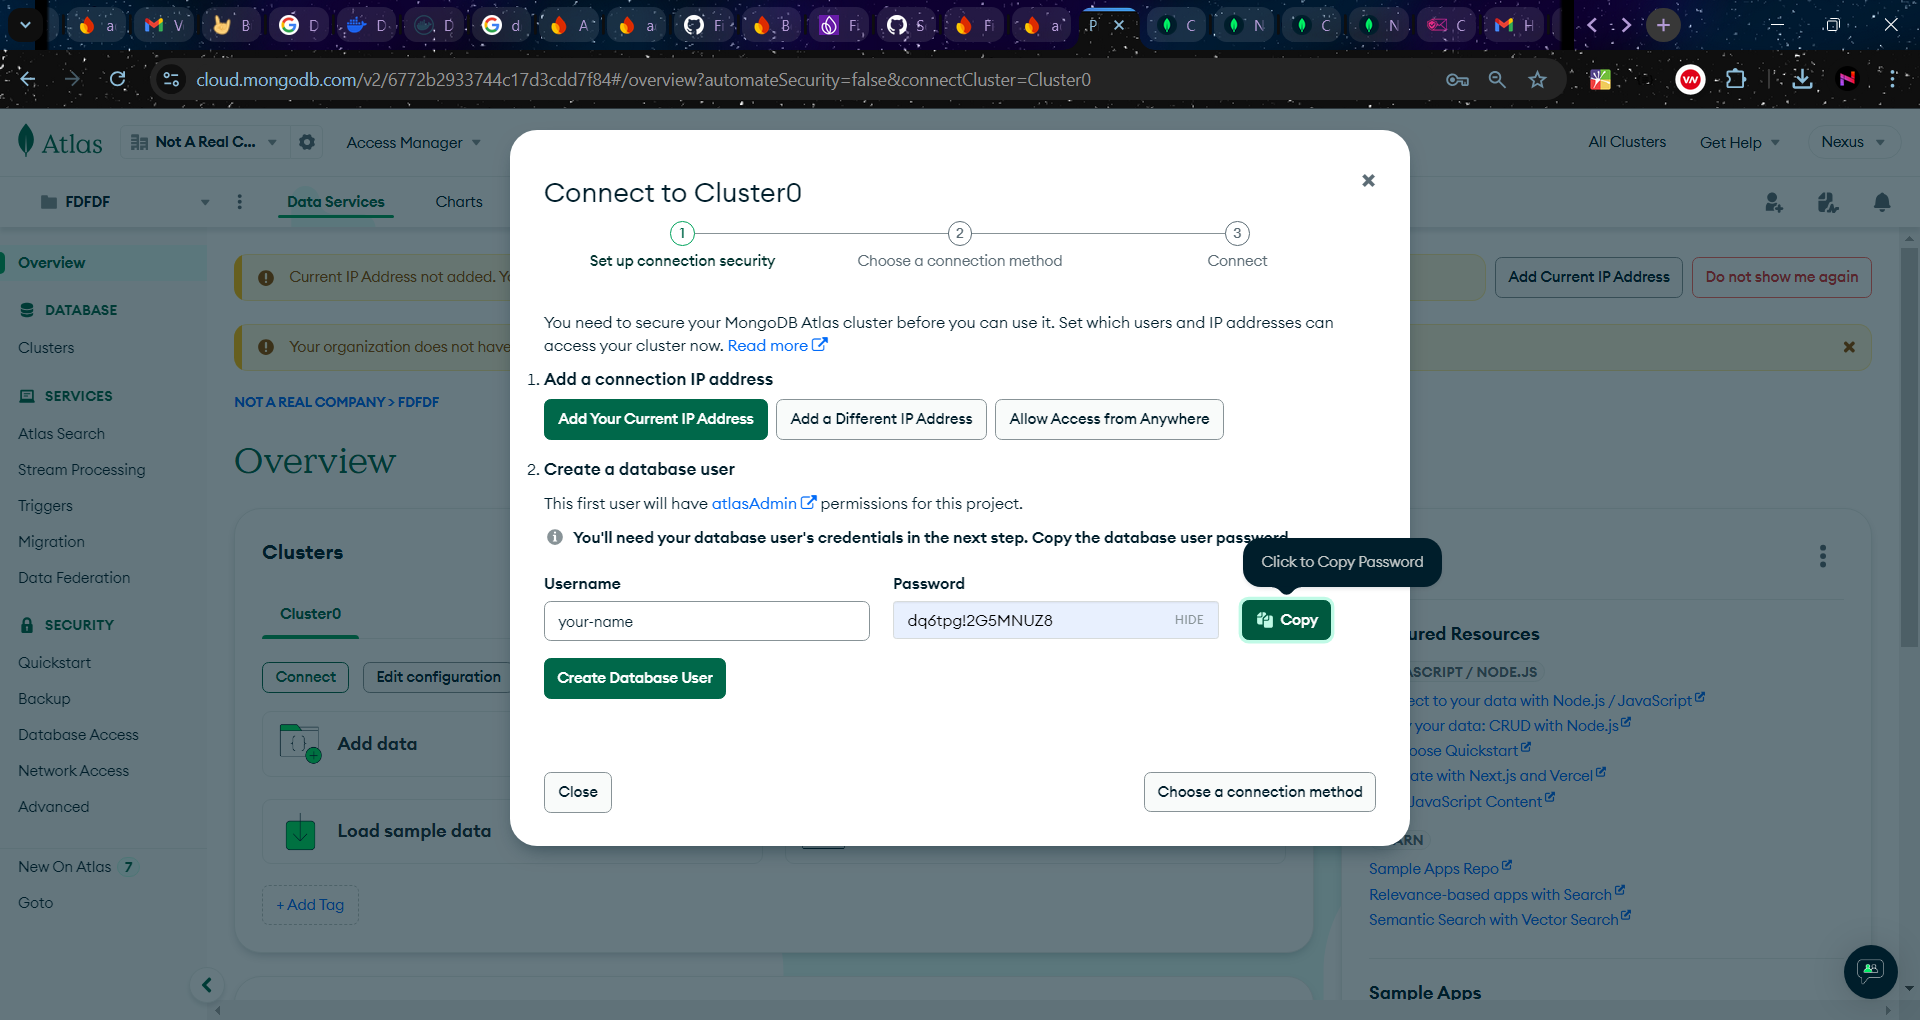 a
V
B
D
D
D
d
A
a
Fi
B
Fi
S
Fi
a
P
C
N
C
N
C
H
cloud.mongodb.com/v2/6772b2933744c17d3cdd7f84#/overview?automateSecurity=false&connectCluster=Cluster0
Atlas
Not A Real C...
Access Manager
All Clusters
Get Help
Nexus
FDFDF
Data Services
Charts
Overview
DATABASE
Clusters
SERVICES
Atlas Search
Stream Processing
Triggers
Migration
Data Federation
SECURITY
Quickstart
Backup
Database Access
Network Access
Advanced
New On Atlas 7
Goto
Current IP Address not added.
Add Current IP Address
Do not show me again
Your organization does not have
NOT A REAL COMPANY > FDFDF
Overview
Clusters
Cluster0
Connect
Edit configuration
Add data
Load sample data
+ Add Tag
Connect to Cluster0
1
2
3
Set up connection security
Choose a connection method
Connect
You need to secure your MongoDB Atlas cluster before you can use it. Set which users and IP addresses can
access your cluster now. Read more
1. Add a connection IP address
Add Your Current IP Address
Add a Different IP Address
Allow Access from Anywhere
2. Create a database user
This first user will have atlasAdmin permissions for this project.
You'll need your database user's credentials in the next step. Copy the database user password.
Click to Copy Password
Username
Password
your-name
dq6tpg!2G5MNUZ8
HIDE
Copy
Create Database User
Close
Choose a connection method
ured Resources
ASCRIPT / NODE.JS
ect to your data with Node.js / JavaScript
your data: CRUD with Node.js
oose Quickstart
ate with Next.js and Vercel
JavaScript Content
ARN
Sample Apps Repo
Relevance-based apps with Search
Semantic Search with Vector Search
Sample Apps